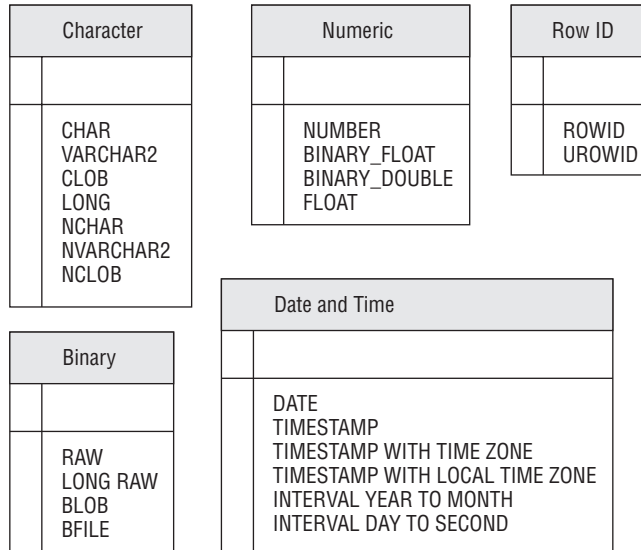 Character
CHAR
VARCHAR2
CLOB
LONG
NCHAR
NVARCHAR2
NCLOB
Numeric
NUMBER
BINARY_FLOAT
BINARY_DOUBLE
FLOAT
Row ID
ROWID
UROWID
Binary
RAW
LONG RAW
BLOB
BFILE
Date and Time
DATE
TIMESTAMP
TIMESTAMP WITH TIME ZONE
TIMESTAMP WITH LOCAL TIME ZONE
INTERVAL YEAR TO MONTH
INTERVAL DAY TO SECOND